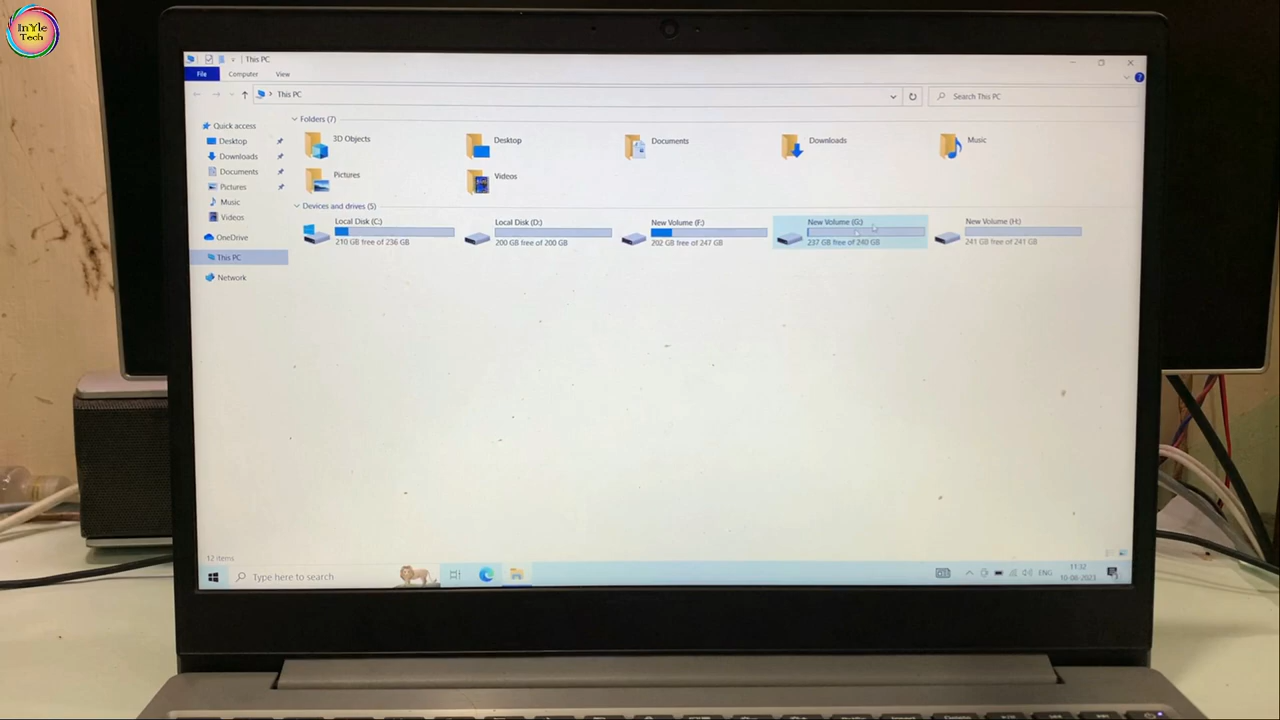 InYle
Tech
This PC
File Computer View
This PC
Search This PC
Folders (7)
3D Objects
Desktop
Documents
Downloads
Music
Pictures
Videos
Quick access
Desktop
Downloads
Documents
Pictures
Music
Videos
OneDrive
This PC
Network
Devices and drives (5)
Local Disk (C:)
210 GB free of 236 GB
Local Disk (D:)
200 GB free of 200 GB
New Volume (F:)
202 GB free of 247 GB
New Volume (G:)
237 GB free of 240 GB
New Volume (H:)
241 GB free of 241 GB
12 items
Type here to search
ENG
11:32
10-06-2023